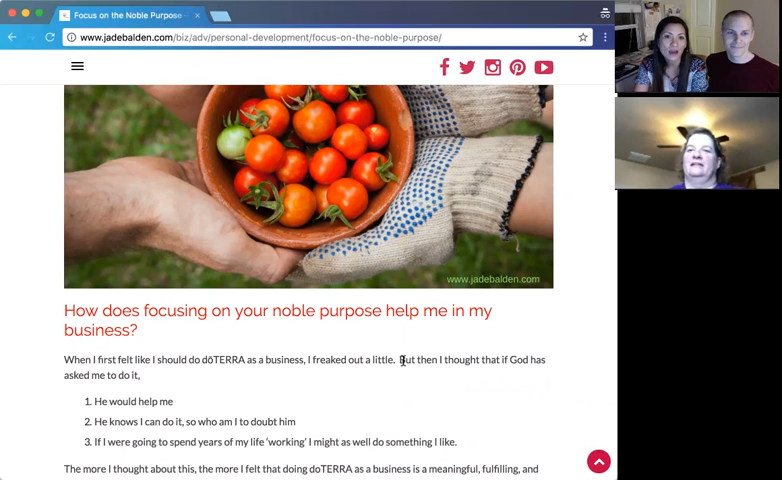 Focus on the Noble Purpose
www.jadebalden.com/biz/adv/personal-development/focus-on-the-noble-purpose/
www.jadebalden.com
How does focusing on your noble purpose help me in my
business?
When I first felt like I should do dōTERRA as a business, I freaked out a little.  But then I thought that if God has
asked me to do it,
1. He would help me
2. He knows I can do it, so who am I to doubt him
3. If I were going to spend years of my life ‘working’ I might as well do something I like.
The more I thought about this, the more I felt that doing doTERRA as a business is a meaningful, fulfilling, and